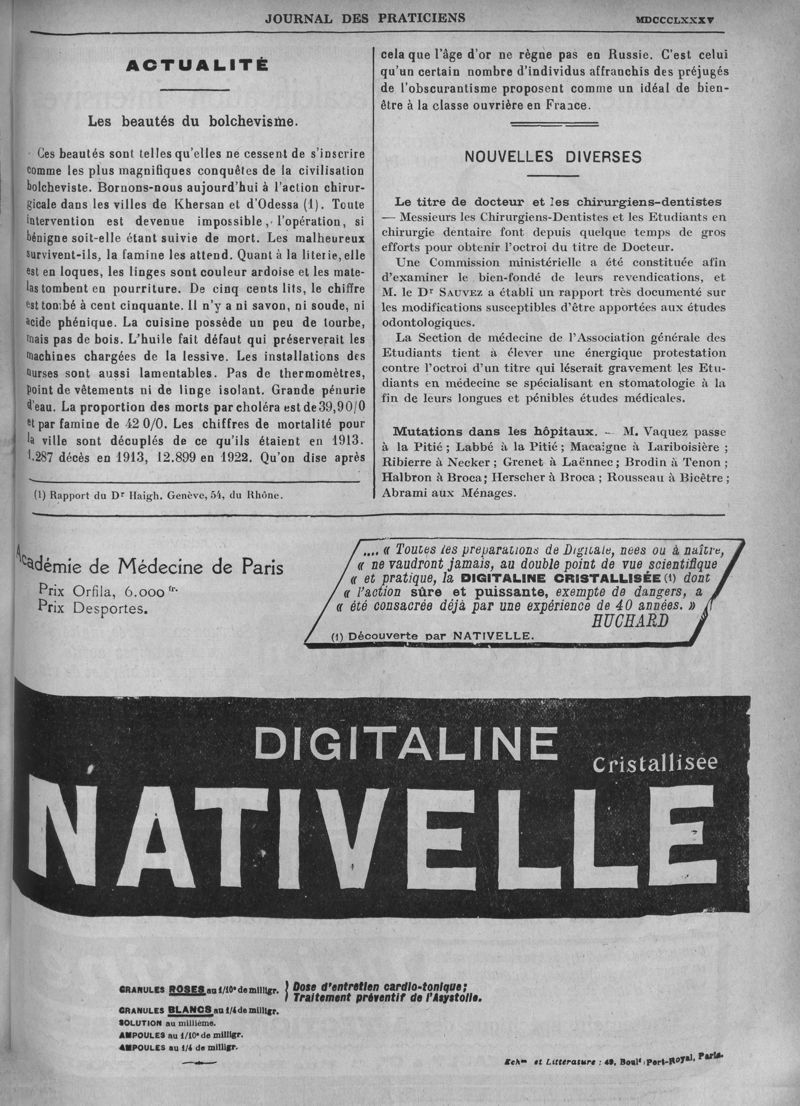 JOURNAL DES PRATICIENS
MDCCCLXXXV
ACTUALITÉ
Les beautés du bolchevisme.
Ces beautés sont telles qu'elles ne cessent de s'inscrire
comme les plus magnifiques conquêtes de la civilisation
bolcheviste. Bornons-nous aujourd'hui à l'action chirur-
gicale dans les villes de Khersan et d'Odessa (1). Toute
intervention est devenue impossible, l'opération, si
bénigne soit-elle étant suivie de mort. Les malheureux
survivent-ils, la famine les attend. Quant à la literie, elle
est en loques, les linges sont couleur ardoise et les mate-
las tombent en pourriture. De cinq cents lits, le chiffre
est tombé à cent cinquante. Il n'y a ni savon, ni soude, ni
acide phénique. La cuisine possède un peu de tourbe,
mais pas de bois. L'huile fait défaut qui préserverait les
machines chargées de la lessive. Les installations des
nurses sont aussi lamentables. Pas de thermomètres,
point de vêtements ni de linge isolant. Grande pénurie
d'eau. La proportion des morts par choléra est de 39,90/0
et par famine de 42 0/0. Les chiffres de mortalité pour
la ville sont décuplés de ce qu'ils étaient en 1913.
1.287 décès en 1913, 12.899 en 1922. Qu'on dise après
(1) Rapport du Dr Haigh. Genève, 54, du Rhône.
cela que l'âge d'or ne règne pas en Russie. C'est celui
qu'un certain nombre d'individus affranchis des préjugés
de l'obscurantisme proposent comme un idéal de bien-
être à la classe ouvrière en France.
NOUVELLES DIVERSES
Le titre de docteur et les chirurgiens-dentistes
— Messieurs les Chirurgiens-Dentistes et les Etudiants en
chirurgie dentaire font depuis quelque temps de gros
efforts pour obtenir l'octroi du titre de Docteur.
Une Commission ministérielle a été constituée afin
d'examiner le bien-fondé de leurs revendications, et
M. le Dr SAUVEZ a établi un rapport très documenté sur
les modifications susceptibles d'être apportées aux études
odontologiques.
La Section de médecine de l'Association générale des
Etudiants tient à élever une énergique protestation
contre l'octroi d'un titre qui léserait gravement les Etu-
diants en médecine se spécialisant en stomatologie à la
fin de leurs longues et pénibles études médicales.
Mutations dans les hôpitaux. — M. Vaquez passe
à la Pitié ; Labbé à la Pitié ; Macaigne à Lariboisière ;
Ribierre à Necker ; Grenet à Laënnec ; Brodin à Tenon ;
Halbron à Broca ; Herscher à Broca ; Rousseau à Bicêtre ;
Abrami aux Ménages.
Académie de Médecine de Paris
Prix Orfila, 6.000 fr.
Prix Desportes.
.... « Toutes les préparations de Digitale, nées ou à naître,
« ne vaudront jamais, au double point de vue scientifique
« et pratique, la DIGITALINE CRISTALLISÉE (1) dont
« l'action sûre et puissante, exempte de dangers, a
« été consacrée déjà par une expérience de 40 années. »
HUCHARD
(1) Découverte par NATIVELLE.
DIGITALINE
Cristallisée
NATIVELLE
GRANULES ROSES au 1/10e de milligr. } Dose d'entretien cardio-tonique;
Traitement préventif de l'Asystolie.
GRANULES BLANCS au 1/4 de milligr.
SOLUTION au millième.
AMPOULES au 1/10e de milligr.
AMPOULES au 1/4 de milligr.
Echons et Littérature : 49, Bould Port-Royal, Paris.